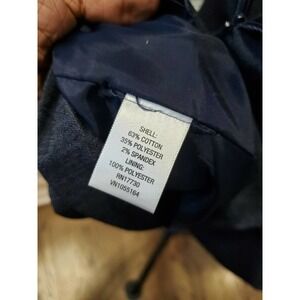 SHELL:
63% COTTON
35% POLYESTER
2% SPANDEX
LINING:
100% POLYESTER
RN17730
VN1055164